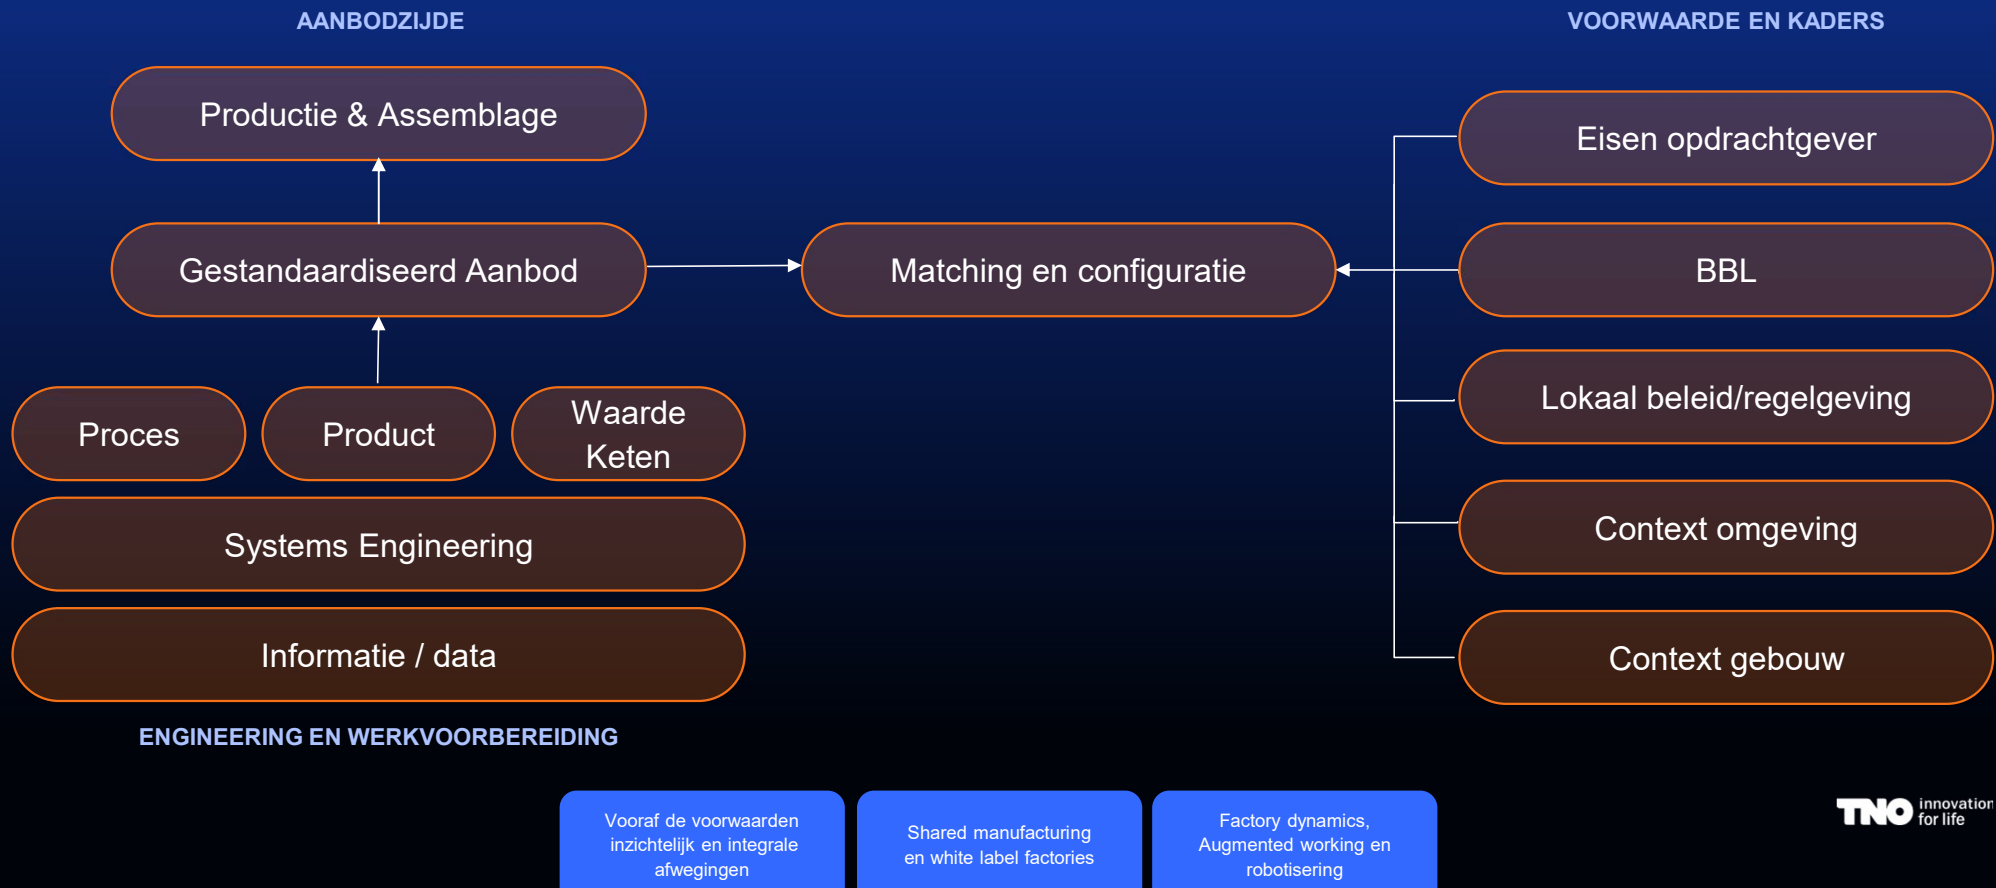 AANBODZIJDE
VOORWAARDE EN KADERS
Productie & Assemblage
Eisen opdrachtgever
Gestandaardiseerd Aanbod
Matching en configuratie
BBL
Lokaal beleid/regelgeving
Proces
Product
Waarde
Keten
Systems Engineering
Context omgeving
Informatie / data
Context gebouw
ENGINEERING EN WERKVOORBEREIDING
Vooraf de voorwaarden
inzichtelijk en integrale
afwegingen
Shared manufacturing
en white label factories
Factory dynamics,
Augmented working en
robotisering
TNO innovation
for life